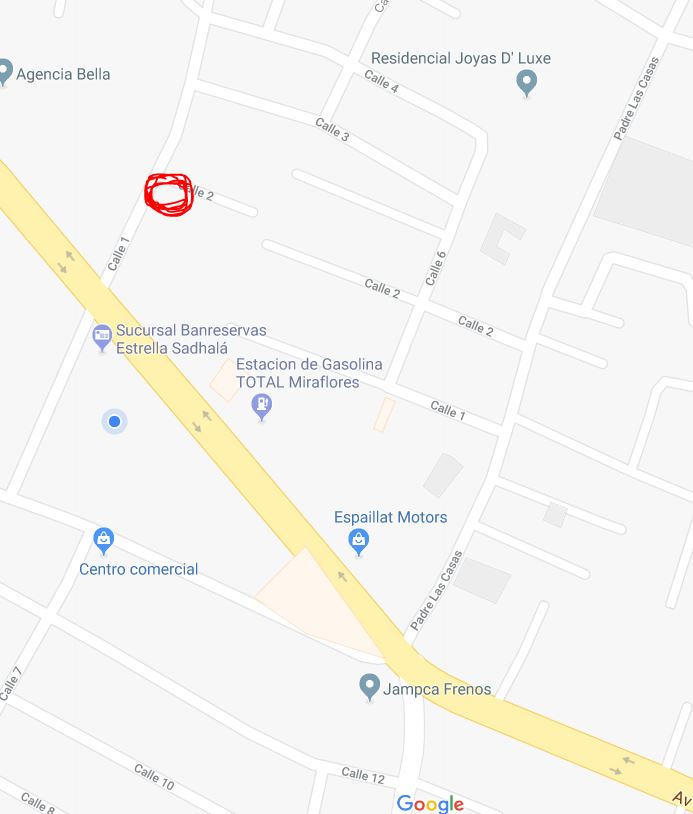 Ca
Residencial Joyas D' Luxe
Agencia Bella
Calle 4
Padre Las Casas
Calle 3
Calle 2
Calle 1
Calle 6
Calle 2
Calle 2
Sucursal Banreservas
Estrella Sadhalá
Estacion de Gasolina
TOTAL Miraflores
Calle 1
Espaillat Motors
Centro comercial
Padre Las Casas
Calle 7
Jampca Frenos
Calle 10
Calle 12
Calle 8
Google
Av